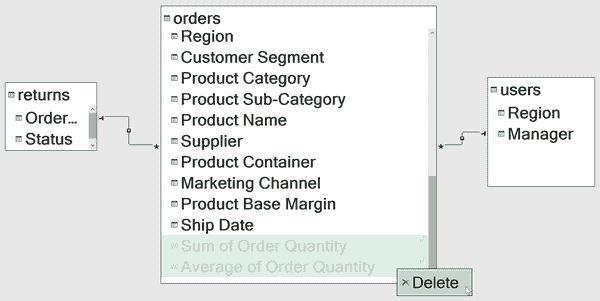 returns
Order...
Status
orders
Region
Customer Segment
Product Category
Product Sub-Category
Product Name
Supplier
Product Container
Marketing Channel
Product Base Margin
Ship Date
Sum of Order Quantity
Average of Order Quantity
Delete
users
Region
Manager